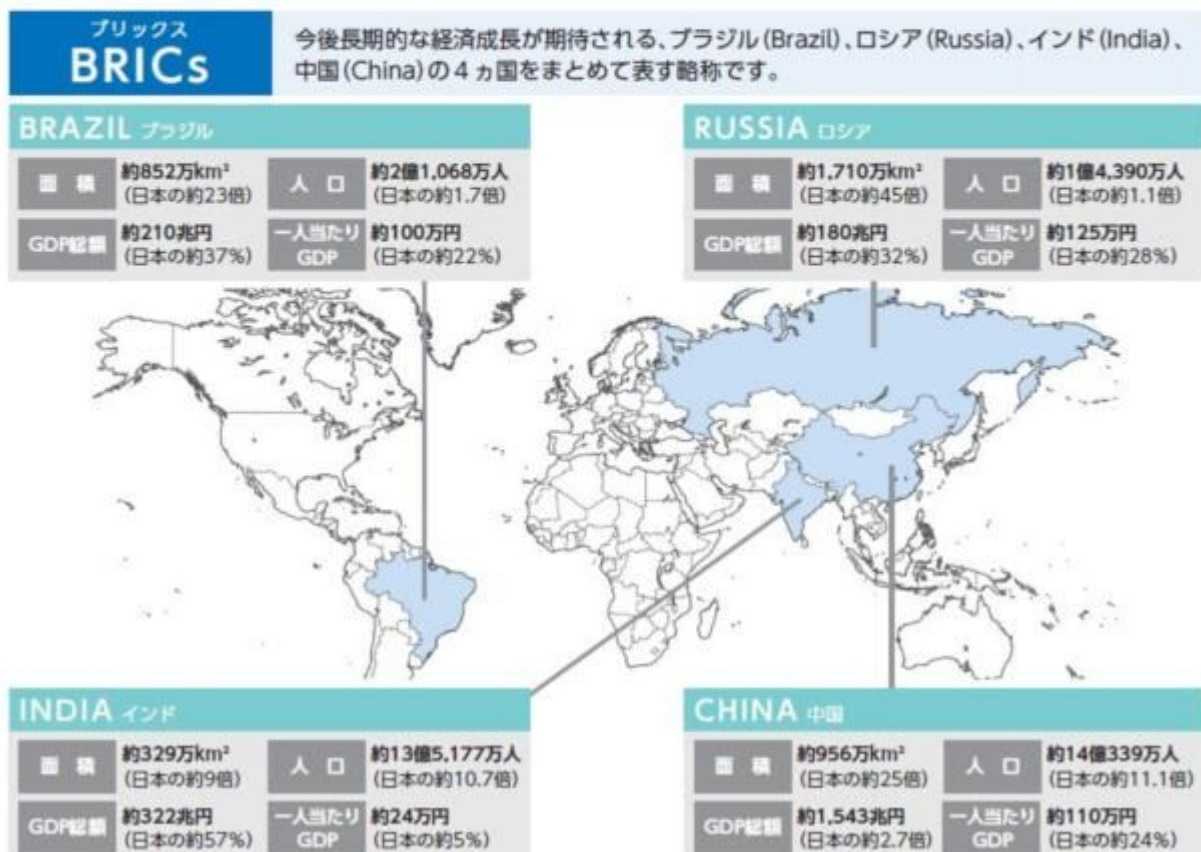 ブリックス
BRICs
今後長期的な経済成長が期待される、ブラジル(Brazil)、ロシア(Russia)、インド(India)、
中国(China)の4ヵ国をまとめて表す略称です。
BRAZIL ブラジル
面積 約852万km²
(日本の約23倍)
人口 約2億1,068万人
(日本の約1.7倍)
GDP総額 約210兆円
(日本の約37%)
一人当たり
GDP
約100万円
(日本の約22%)
RUSSIA ロシア
面積 約1,710万km²
(日本の約45倍)
人口 約1億4,390万人
(日本の約1.1倍)
GDP総額 約180兆円
(日本の約32%)
一人当たり
GDP
約125万円
(日本の約28%)
INDIA インド
面積 約329万km²
(日本の約9倍)
人口 約13億5,177万人
(日本の約10.7倍)
GDP総額 約322兆円
(日本の約57%)
一人当たり
GDP
約24万円
(日本の約5%)
CHINA 中国
面積 約956万km²
(日本の約25倍)
人口 約14億339万人
(日本の約11.1倍)
GDP総額 約1,543兆円
(日本の約2.7倍)
一人当たり
GDP
約110万円
(日本の約24%)